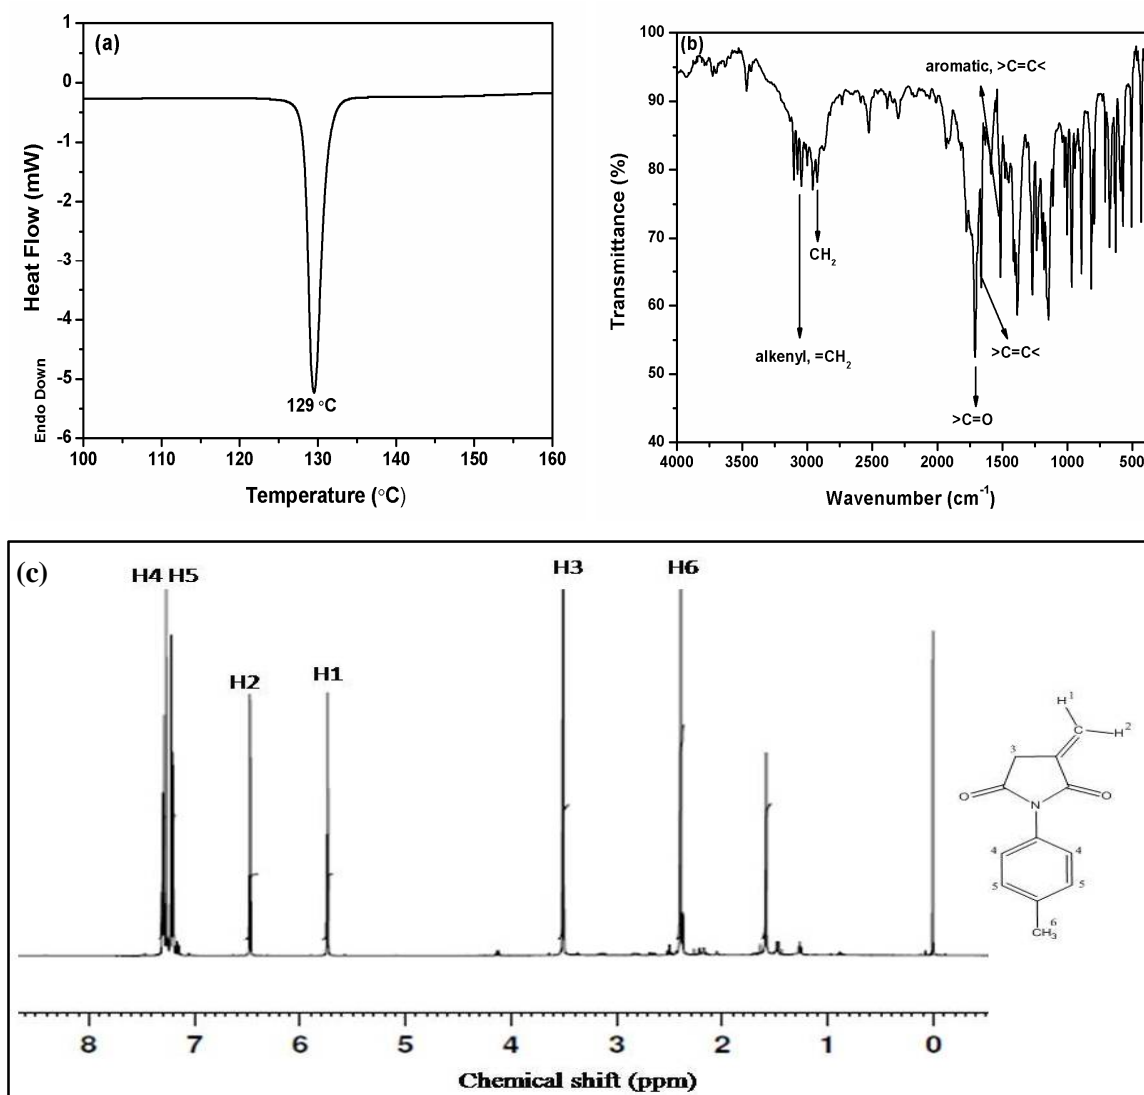 (a)
1
0
-1
-2
-3
-4
-5
-6
Heat Flow (mW)
Endo Down
129 °C
100 110 120 130 140 150 160
Temperature (°C)
(b)
100
90
80
70
60
50
40
Transmittance (%)
aromatic, >C=C<
CH₂
alkenyl, =CH₂
>C=C<
>C=O
4000 3500 3000 2500 2000 1500 1000 500
Wavenumber (cm⁻¹)
(c)
H4 H5
H2
H1
H3
H6
H¹
H²
3
O
O
N
4 4
5 5
6
CH₃
8 7 6 5 4 3 2 1 0
Chemical shift (ppm)